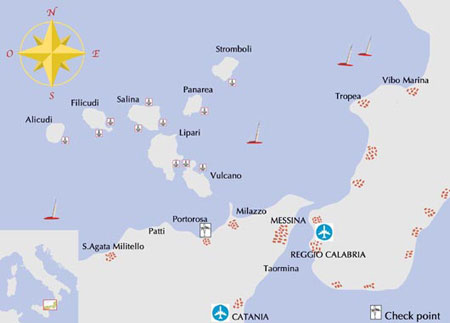 N
O
E
S
Stromboli
Panarea
Salina
Filicudi
Alicudi
Lipari
Vulcano
Vibo Marina
Tropea
Milazzo
Portorosa
MESSINA
Patti
S.Agata Militello
REGGIO CALABRIA
Taormina
CATANIA
Check point